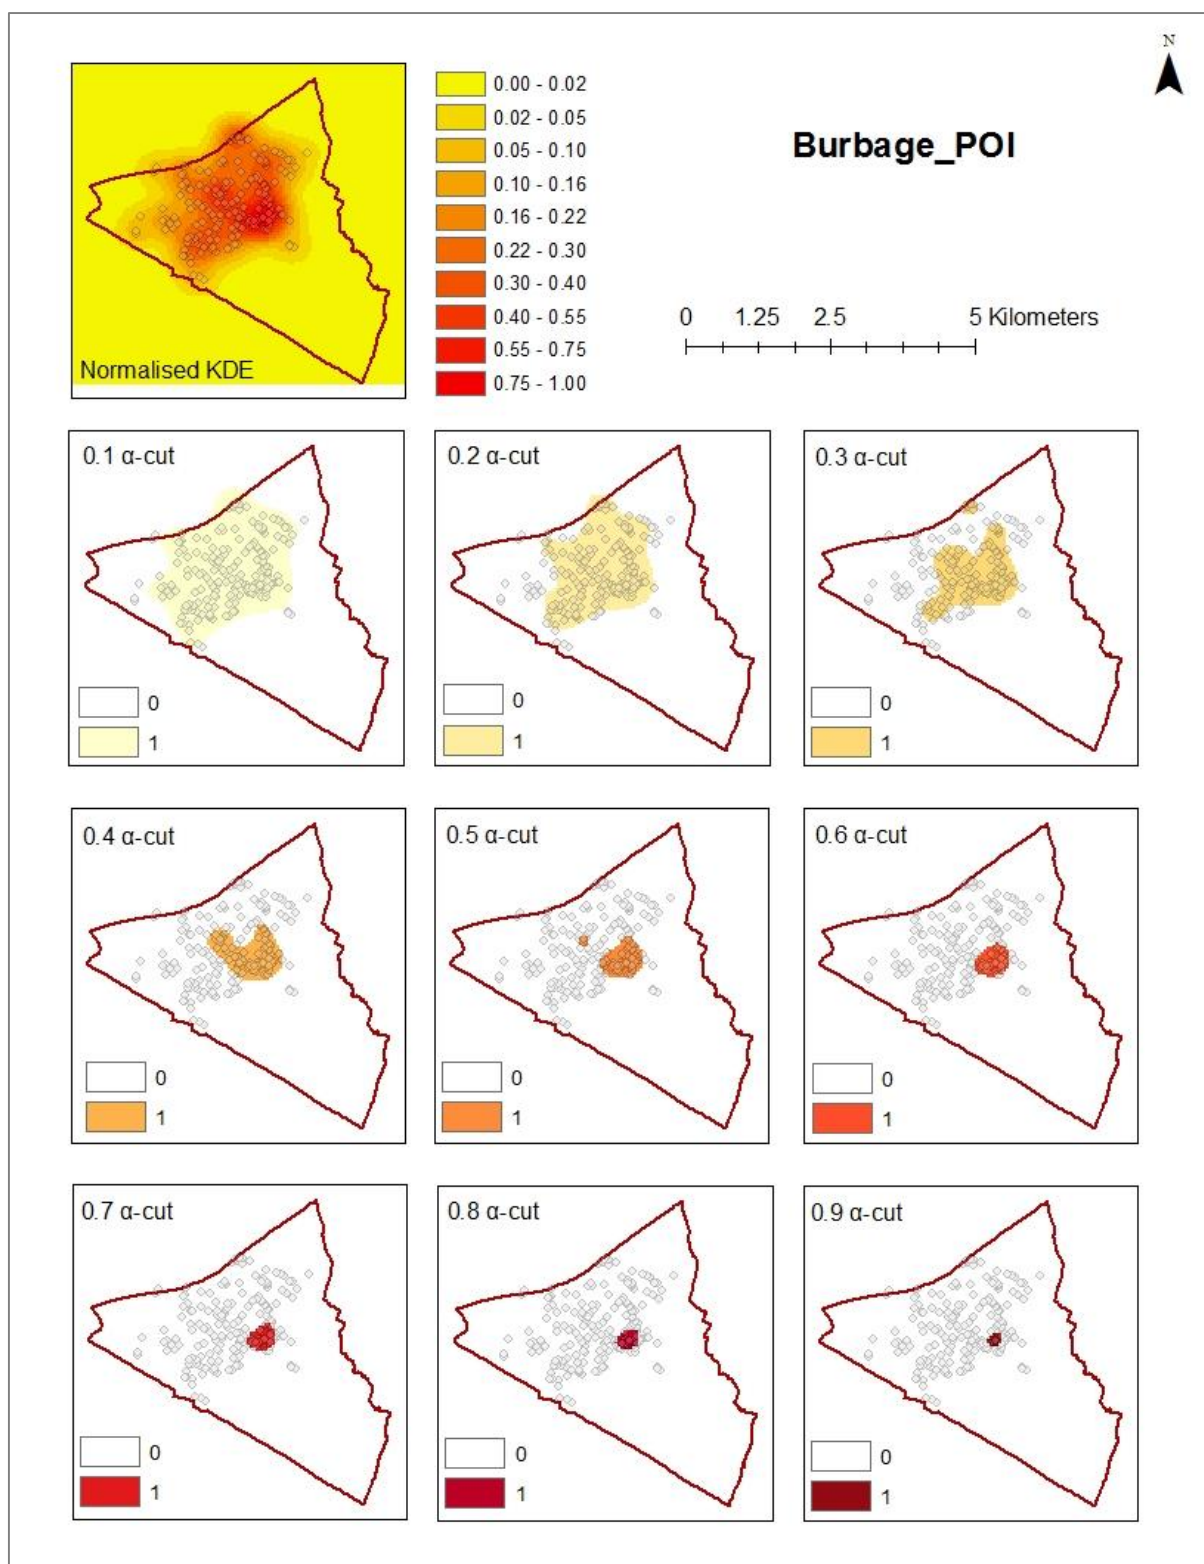 N
Burbage_POI
0.00 - 0.02
0.02 - 0.05
0.05 - 0.10
0.10 - 0.16
0.16 - 0.22
0.22 - 0.30
0.30 - 0.40
0.40 - 0.55
0.55 - 0.75
0.75 - 1.00
Normalised KDE
0 1.25 2.5 5 Kilometers
0.1 α-cut
0
1
0.2 α-cut
0
1
0.3 α-cut
0
1
0.4 α-cut
0
1
0.5 α-cut
0
1
0.6 α-cut
0
1
0.7 α-cut
0
1
0.8 α-cut
0
1
0.9 α-cut
0
1